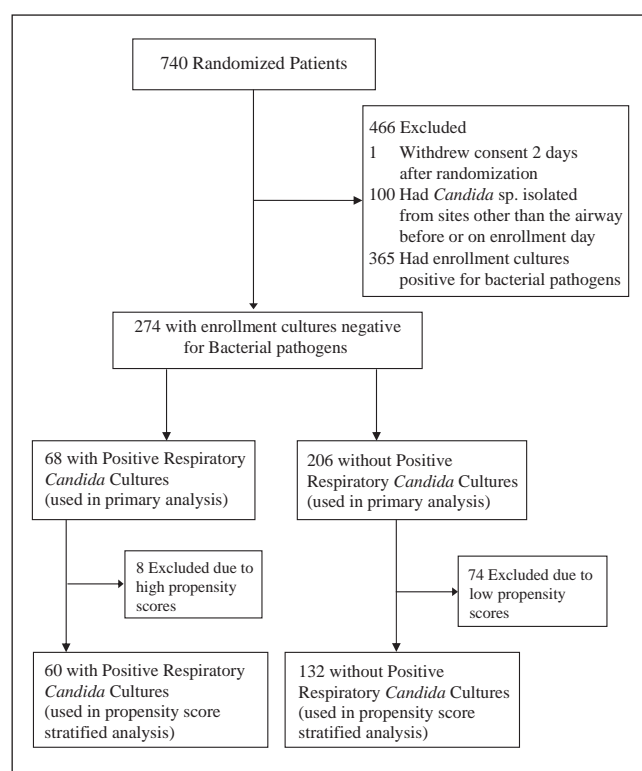 740 Randomized Patients
466 Excluded
1 Withdrew consent 2 days
after randomization
100 Had Candida sp. isolated
from sites other than the airway
before or on enrollment day
365 Had enrollment cultures
positive for bacterial pathogens
274 with enrollment cultures negative
for Bacterial pathogens
68 with Positive Respiratory
Candida Cultures
(used in primary analysis)
206 without Positive
Respiratory Candida Cultures
(used in primary analysis)
8 Excluded due to
high propensity
scores
74 Excluded due to
low propensity
scores
60 with Positive Respiratory
Candida Cultures
(used in propensity score
stratified analysis)
132 without Positive
Respiratory Candida Cultures
(used in propensity score
stratified analysis)